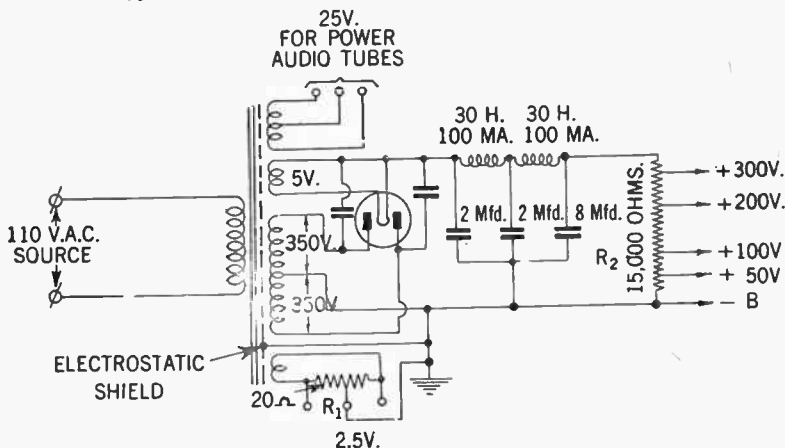 25V.
FOR POWER
AUDIO TUBES
30 H. 30 H.
100 MA. 100 MA.
5V.
+300V.
+200V.
110 V.A.C.
SOURCE
350V
2 Mfd. 2 Mfd. 8 Mfd.
R2
15,000 OHMS.
+100V
+ 50V
350V
- B
ELECTROSTATIC
SHIELD
20Ω R1
2.5V.